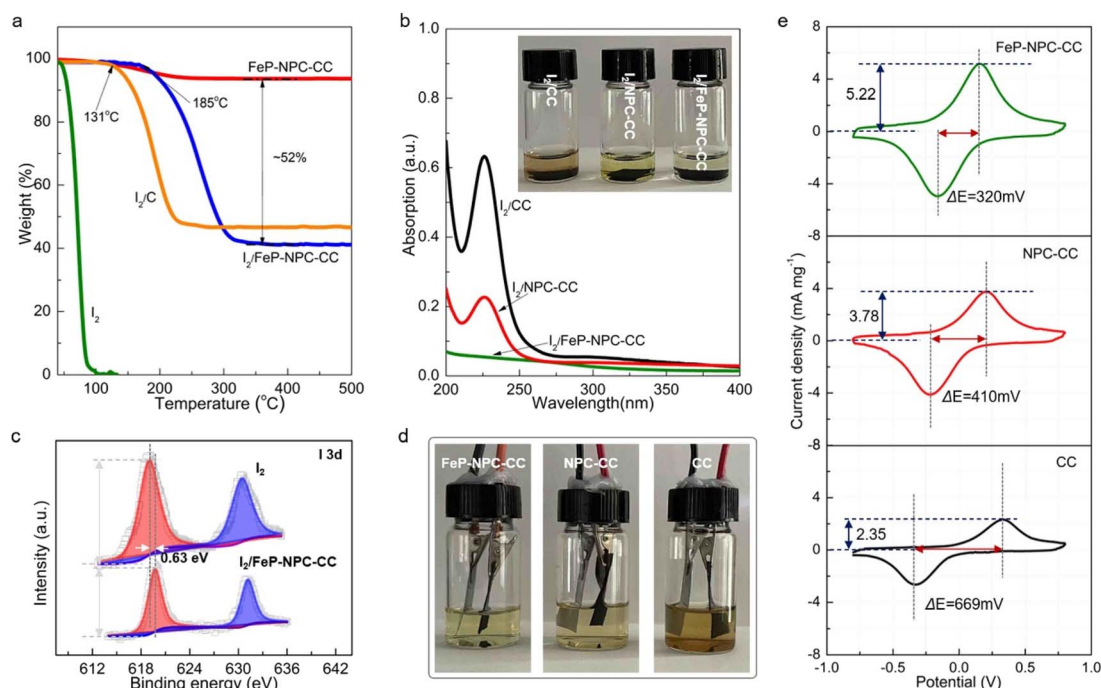 a
Weight (%)
100
80
60
40
20
0
FeP-NPC-CC
131°C
185°C
~52%
I₂/C
I₂/FeP-NPC-CC
I₂
0
100
200
300
400
500
Temperature (°C)
b
Absorption (a.u.)
0.8
0.6
0.4
0.2
0.0
I₂/CC
I₂/NPC-CC
I₂/FeP-NPC-CC
I₂/CC
I₂/NPC-CC
I₂/FeP-NPC-CC
200
250
300
350
400
Wavelength(nm)
c
Intensity (a.u.)
I 3d
I₂
0.63 eV
I₂/FeP-NPC-CC
612
618
624
630
636
642
Binding energy (eV)
d
FeP-NPC-CC
NPC-CC
CC
e
Current density (mA mg⁻¹)
8
4
0
-4
-8
FeP-NPC-CC
5.22
ΔE=320mV
4
0
-4
-8
NPC-CC
3.78
ΔE=410mV
4
2
0
-2
-4
-8
CC
2.35
ΔE=669mV
-1.0
-0.5
0.0
0.5
1.0
Potential (V)